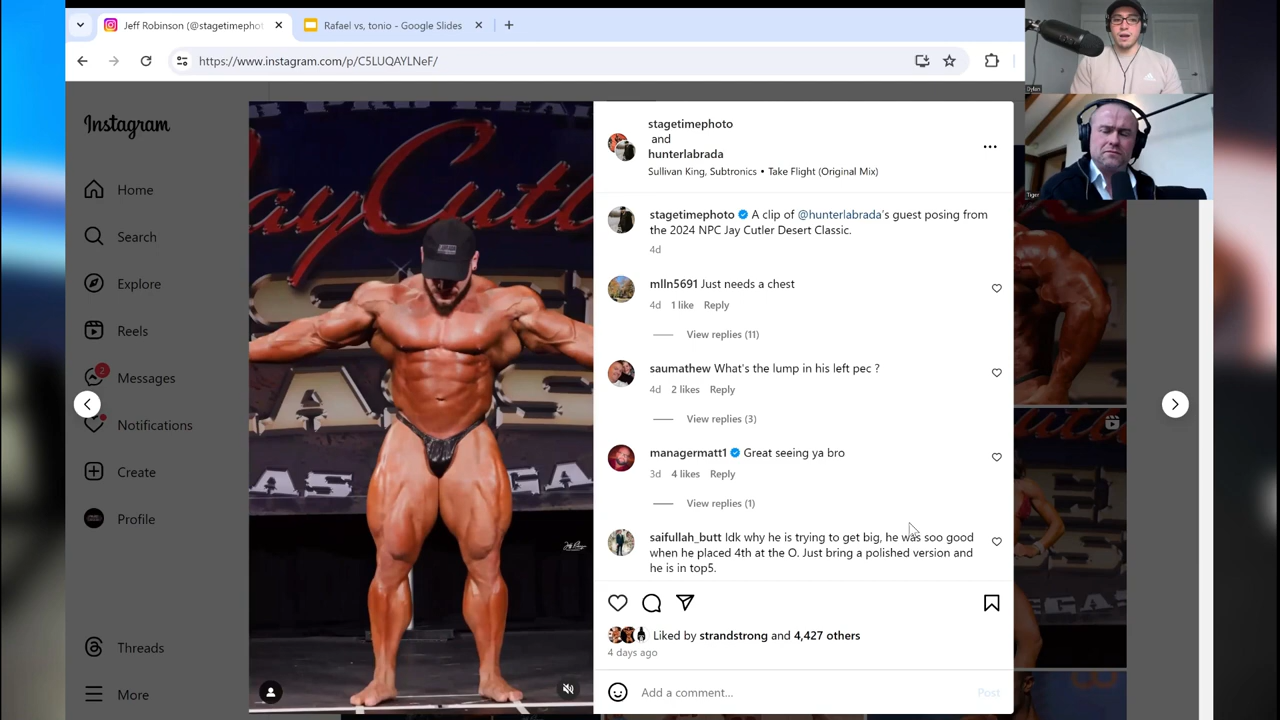 Jeff Robinson (@stagetimephot
Rafael vs, tonio - Google Slides
https://www.instagram.com/p/C5LUQAYLNeF/
Instagram
Home
Search
Explore
Reels
2
Messages
Notifications
Create
Profile
Threads
More
Jay Cutler
stagetimephoto
and
hunterlabrada
Sullivan King, Subtronics • Take Flight (Original Mix)
stagetimephoto A clip of @hunterlabrada's guest posing from
the 2024 NPC Jay Cutler Desert Classic.
4d
mlln5691 Just needs a chest
4d 1 like Reply
View replies (11)
saumathew What's the lump in his left pec ?
4d 2 likes Reply
View replies (3)
managermatt1 Great seeing ya bro
3d 4 likes Reply
View replies (1)
saifullah_butt Idk why he is trying to get big, he was soo good
when he placed 4th at the O. Just bring a polished version and
he is in top5.
Liked by strandstrong and 4,427 others
4 days ago
Add a comment...
Post
Dylan
Tiger